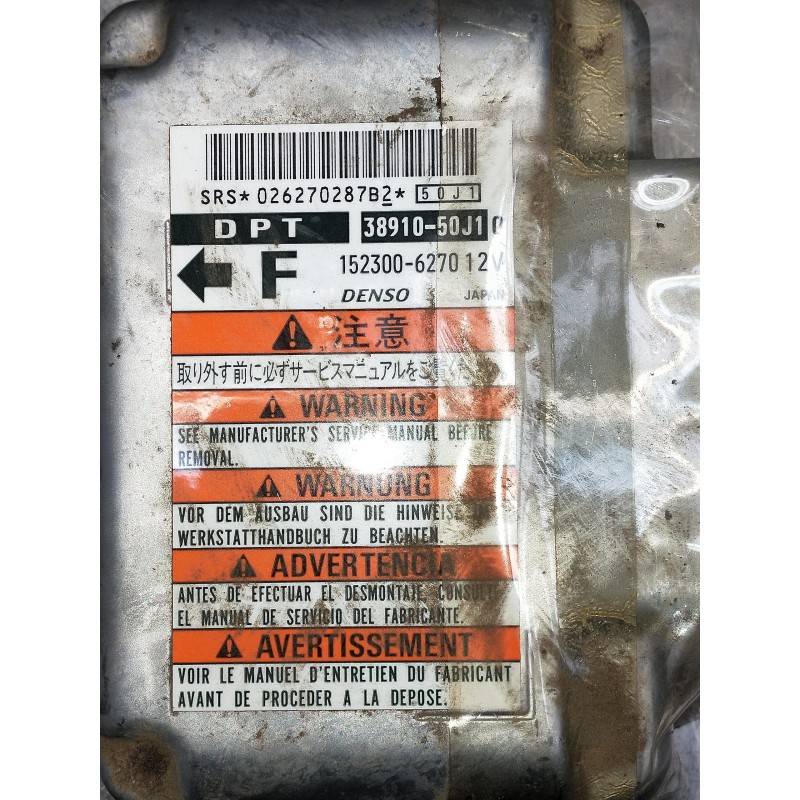 SRS*026270287B2* 50J1
DPT 38910-50J10
F 152300-6270 12V
DENSO JAPAN
注意
取り外す前に必ずサービスマニュアルをご覧く
WARNING
SEE MANUFACTURER'S SERVICE MANUAL BEFORE
REMOVAL.
WARNUNG
VOR DEM AUSBAU SIND DIE HINWEISE IM
WERKSTATTHANDBUCH ZU BEACHTEN.
ADVERTENCIA
ANTES DE EFECTUAR EL DESMONTAJE, CONSULTE
EL MANUAL DE SERVICIO DEL FABRICANTE.
AVERTISSEMENT
VOIR LE MANUEL D'ENTRETIEN DU FABRICANT
AVANT DE PROCEDER A LA DEPOSE.